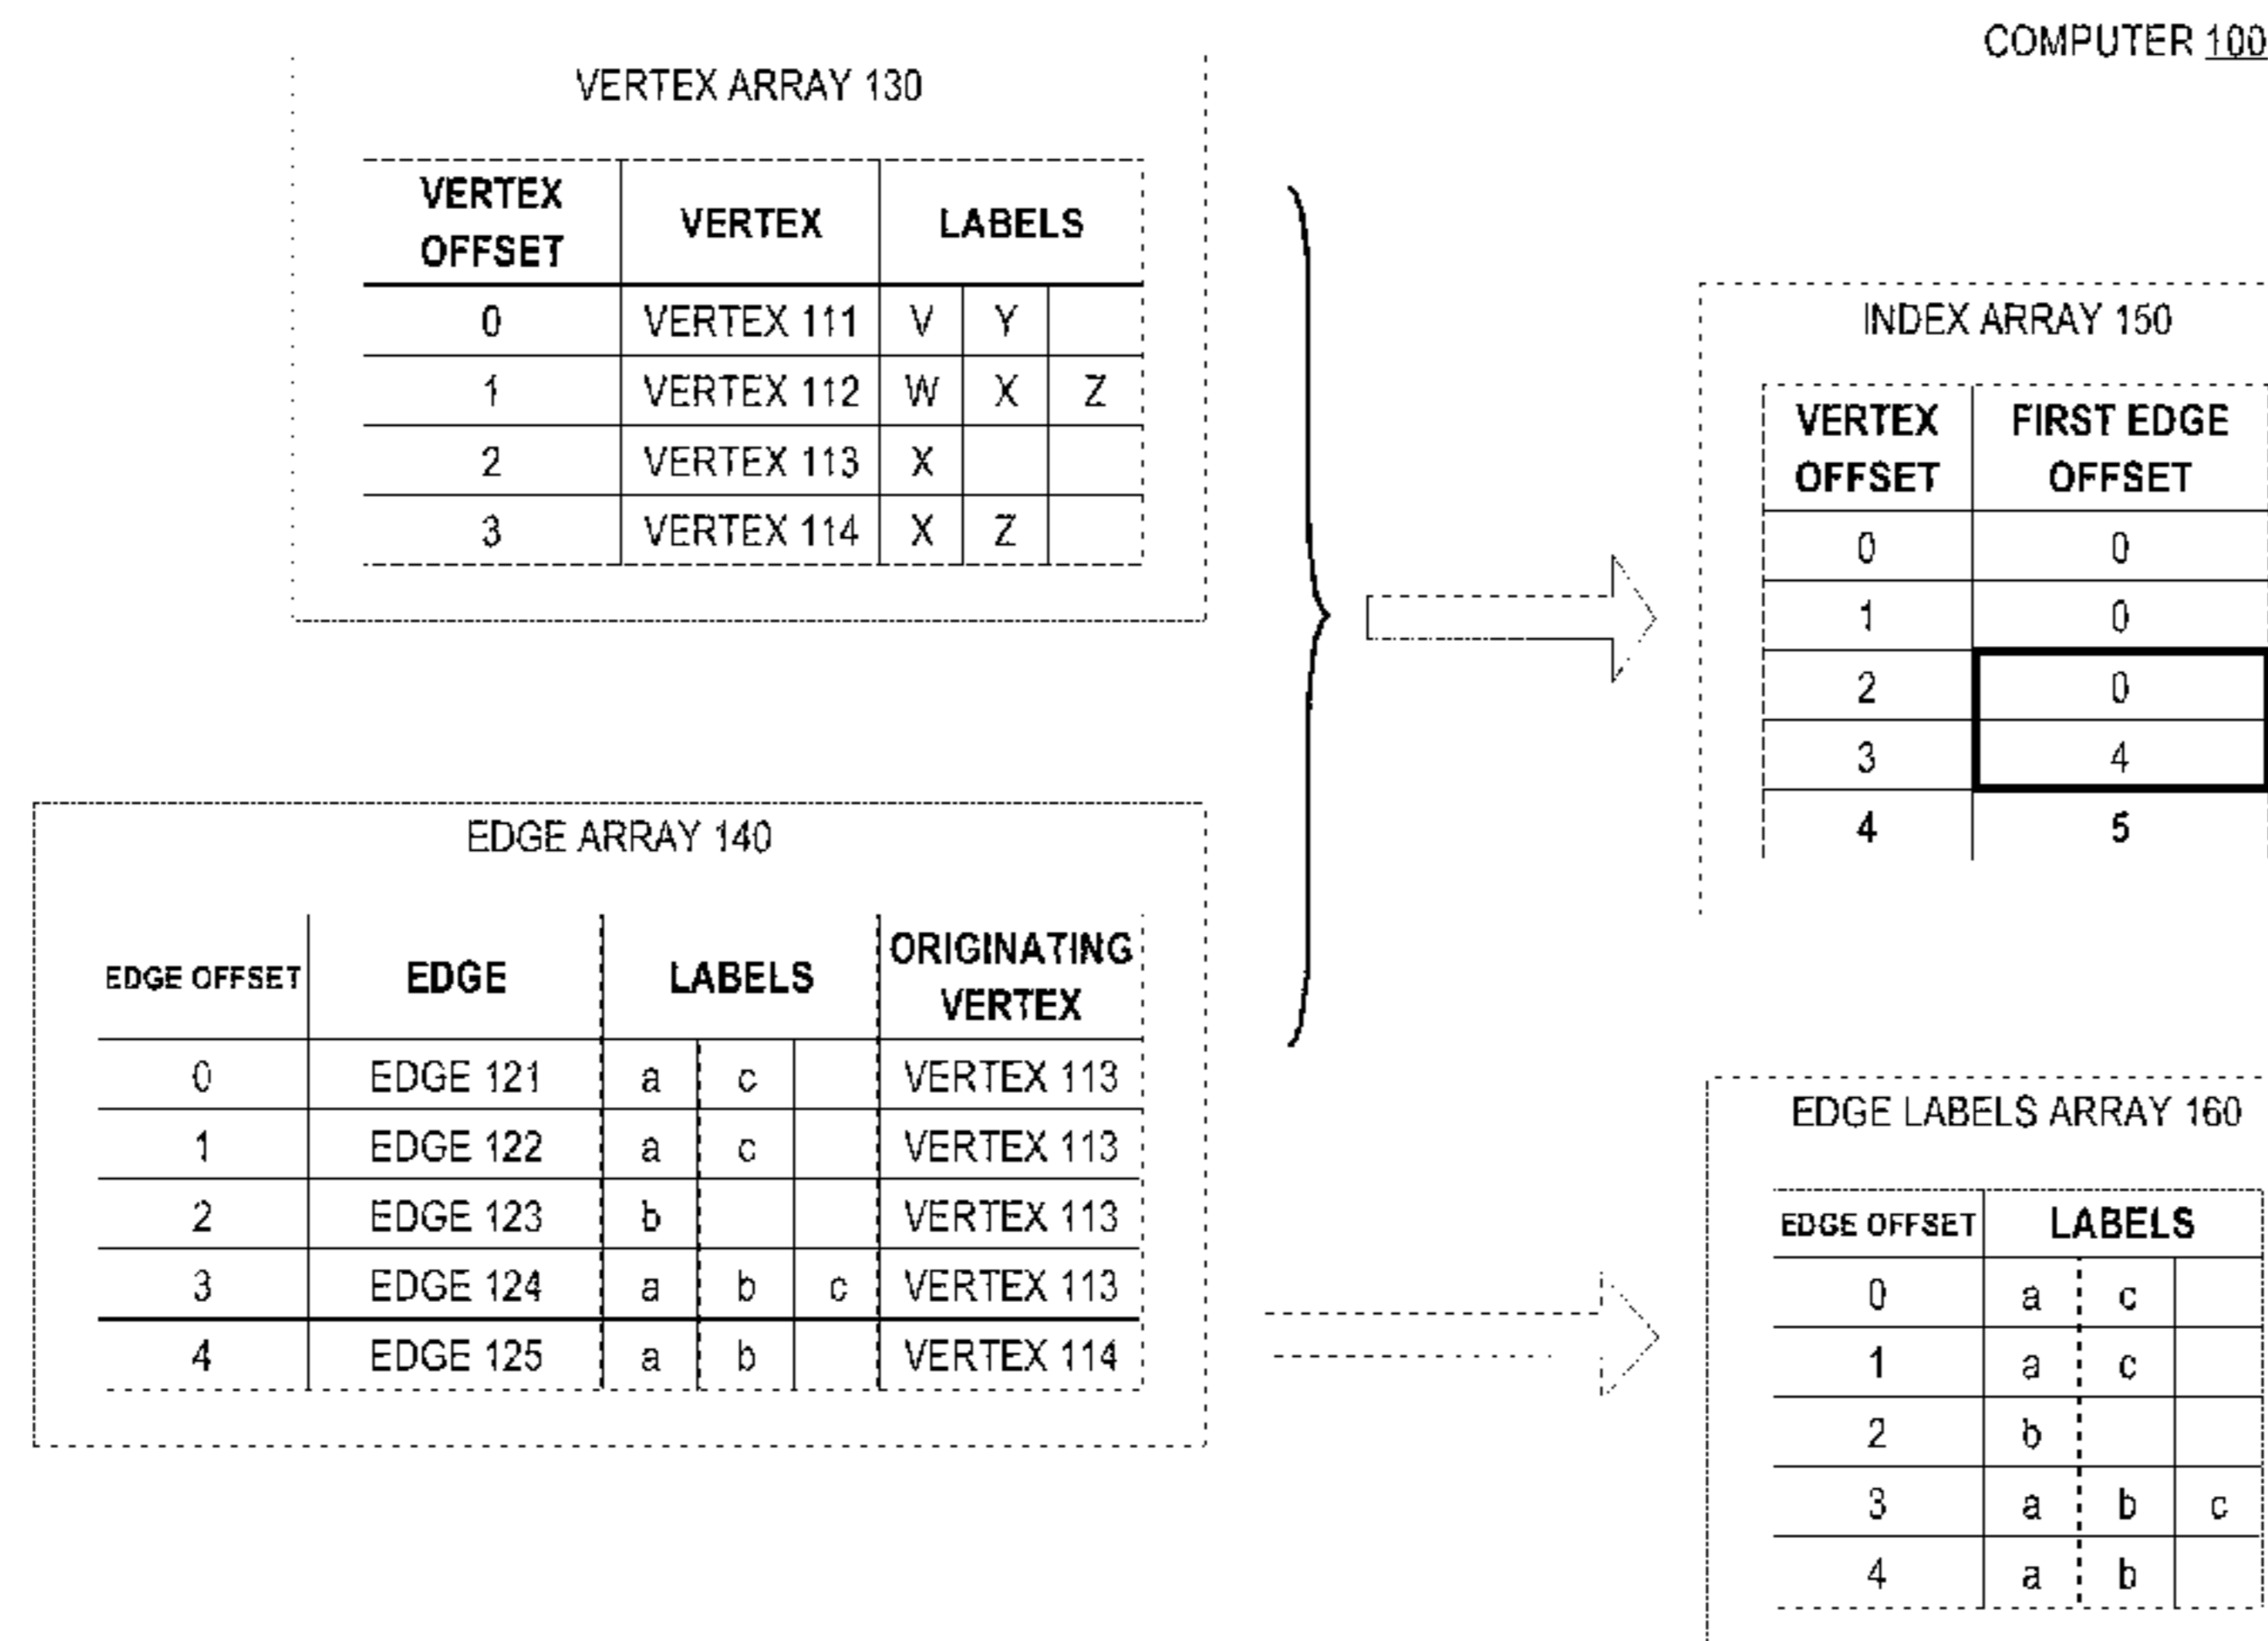 COMPUTER 100
VERTEX ARRAY 130
VERTEX OFFSET VERTEX LABELS
0 VERTEX 111 V Y
1 VERTEX 112 W X Z
2 VERTEX 113 X
3 VERTEX 114 X Z
INDEX ARRAY 150
VERTEX OFFSET FIRST EDGE OFFSET
0 0
1 0
2 0
3 4
4 5
EDGE ARRAY 140
EDGE OFFSET EDGE LABELS ORIGINATING VERTEX
0 EDGE 121 a c VERTEX 113
1 EDGE 122 a c VERTEX 113
2 EDGE 123 b VERTEX 113
3 EDGE 124 a b c VERTEX 113
4 EDGE 125 a b VERTEX 114
EDGE LABELS ARRAY 160
EDGE OFFSET LABELS
0 a c
1 a c
2 b
3 a b c
4 a b